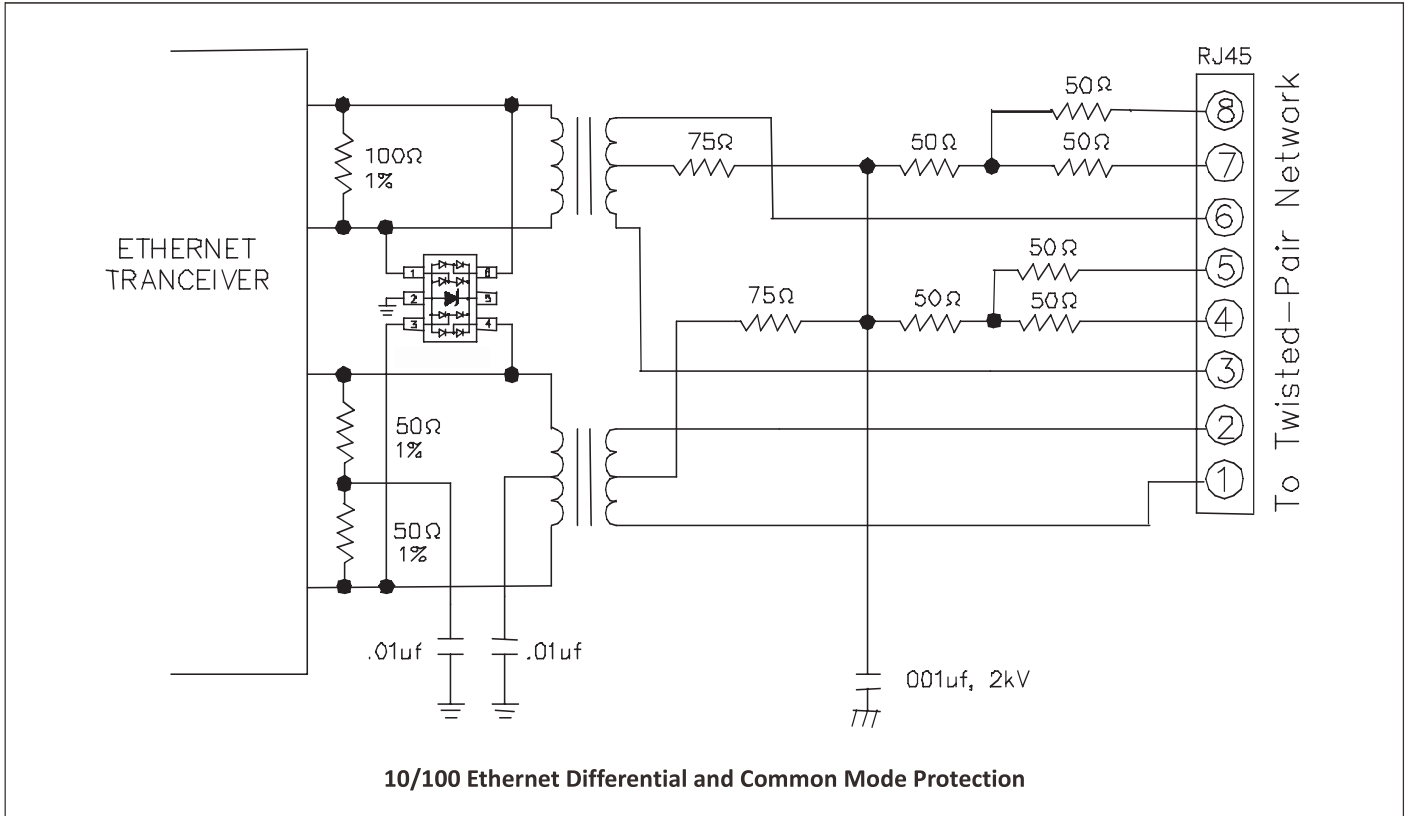 RJ45
50Ω
8
100Ω
1%
75Ω
50Ω
50Ω
7
6
ETHERNET
TRANCEIVER
50Ω
5
1
6
2
5
3
4
75Ω
50Ω
50Ω
4
3
50Ω
1%
2
1
50Ω
1%
.01uf
.01uf
001uf, 2kV
To Twisted-Pair Network
10/100 Ethernet Differential and Common Mode Protection